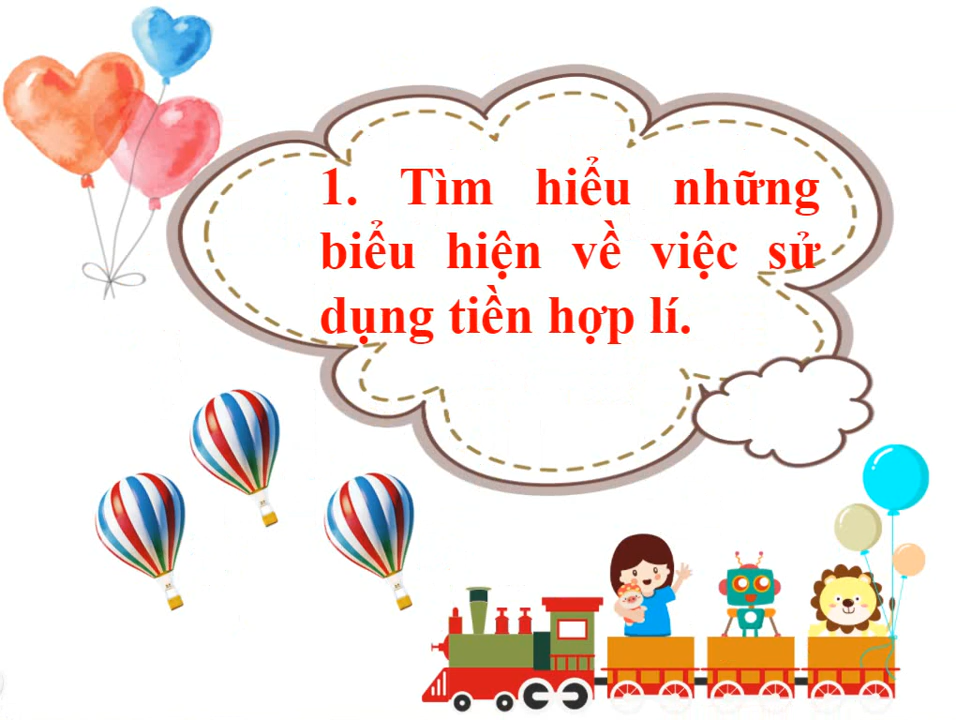 1. Tìm hiểu những
biểu hiện về việc sử
dụng tiền hợp lí.